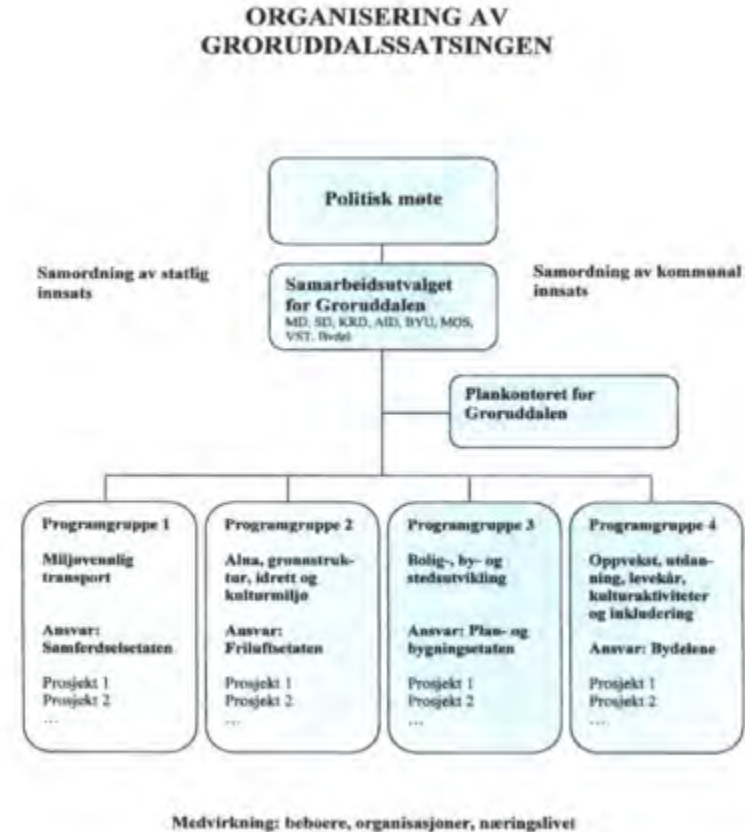 ORGANISERING AV
GRORUDDALSSATSINGEN
Politisk møte
Samordning av statlig
innsats
Samarbeidsutvalget
for Groruddalen
MD, SD, KRD, AID, BYU, MOS,
VST, Bydel
Samordning av kommunal
innsats
Plankontoret for
Groruddalen
Programgruppe 1
Miljøvennlig
transport
Ansvar:
Samferdselsetaten
Prosjekt 1
Prosjekt 2
...
Programgruppe 2
Alna, grønnstruk-
tur, idrett og
kulturmiljø
Ansvar:
Friluftsetaten
Prosjekt 1
Prosjekt 2
...
Programgruppe 3
Bolig-, by- og
stedsutvikling
Ansvar: Plan- og
bygningsetaten
Prosjekt 1
Prosjekt 2
...
Programgruppe 4
Oppvekst, utdan-
ning, levekår,
kulturaktiviteter
og inkludering
Ansvar: Bydelene
Prosjekt 1
Prosjekt 2
...
Medvirkning: beboere, organisasjoner, næringslivet